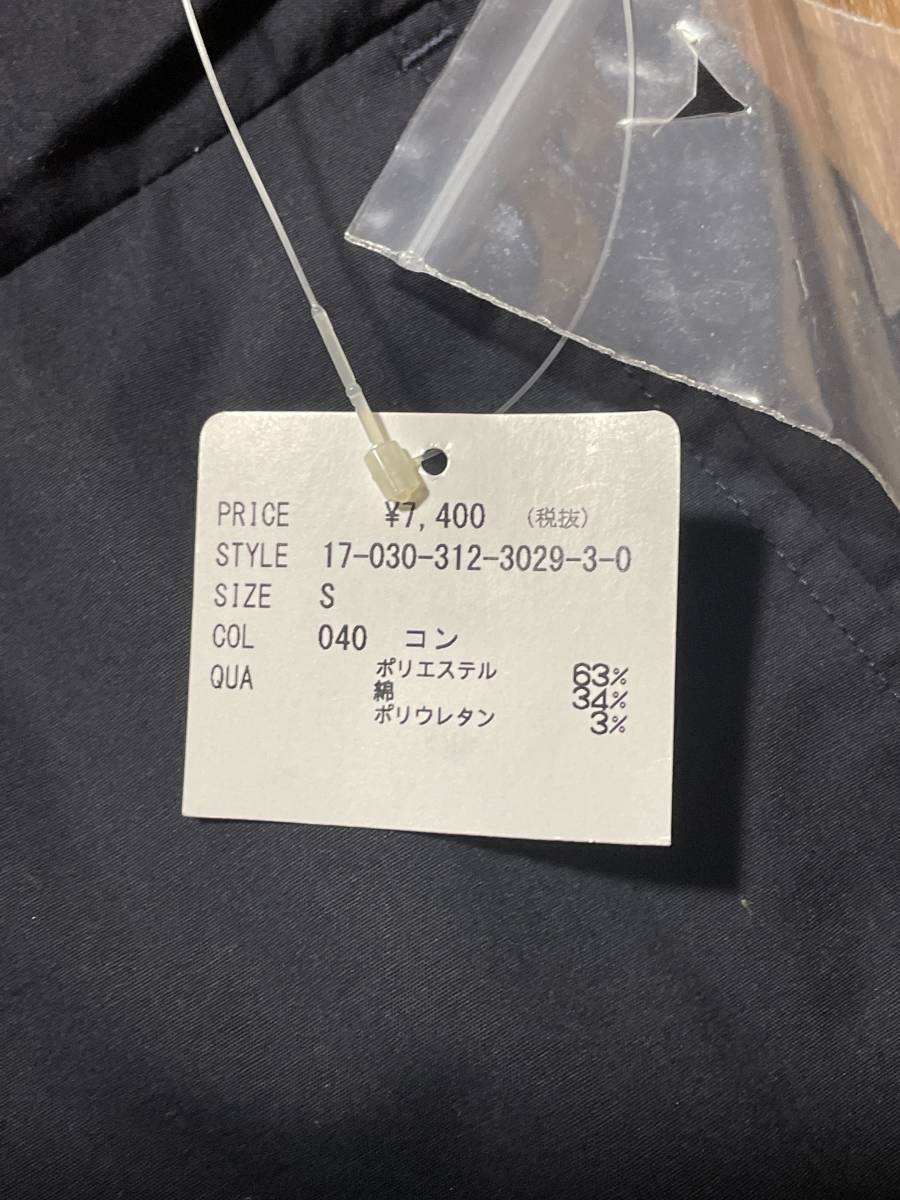 PRICE ¥7,400 (税抜)
STYLE 17-030-312-3029-3-0
SIZE S
COL 040 コン
QUA ポリエステル 63%
綿 34%
ポリウレタン 3%